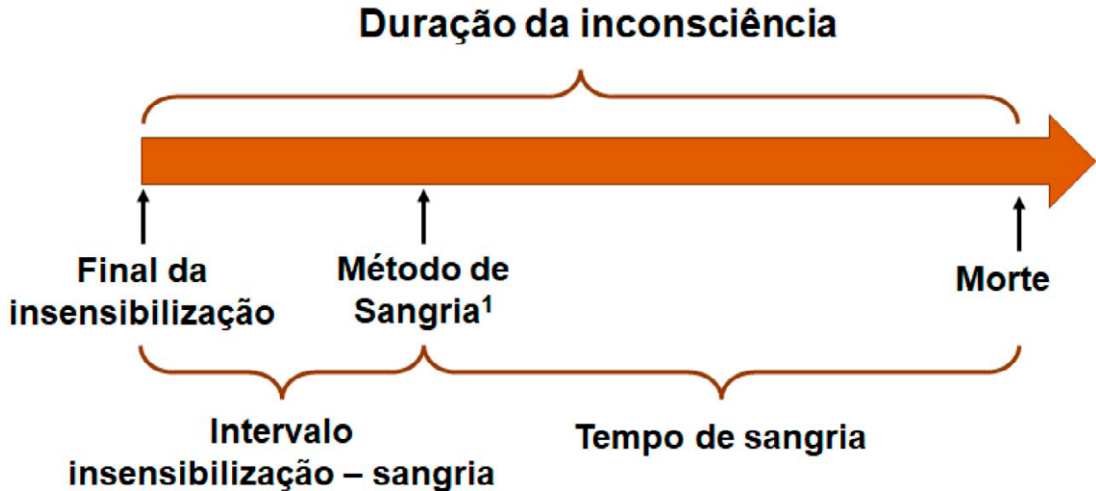 Duração da inconsciência
Final da
insensibilização
Método de
Sangria¹
Morte
Intervalo
insensibilização – sangria
Tempo de sangria